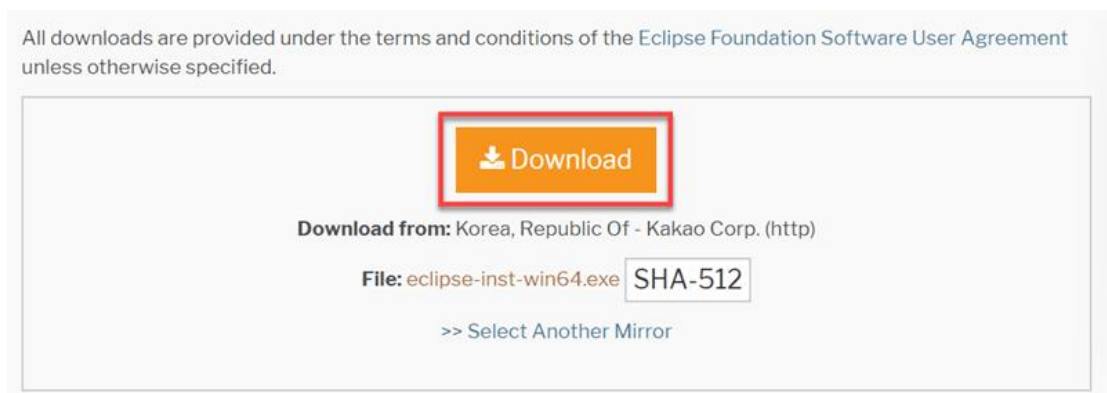 All downloads are provided under the terms and conditions of the Eclipse Foundation Software User Agreement
unless otherwise specified.
Download
Download from: Korea, Republic Of - Kakao Corp. (http)
File: eclipse-inst-win64.exe SHA-512
>> Select Another Mirror